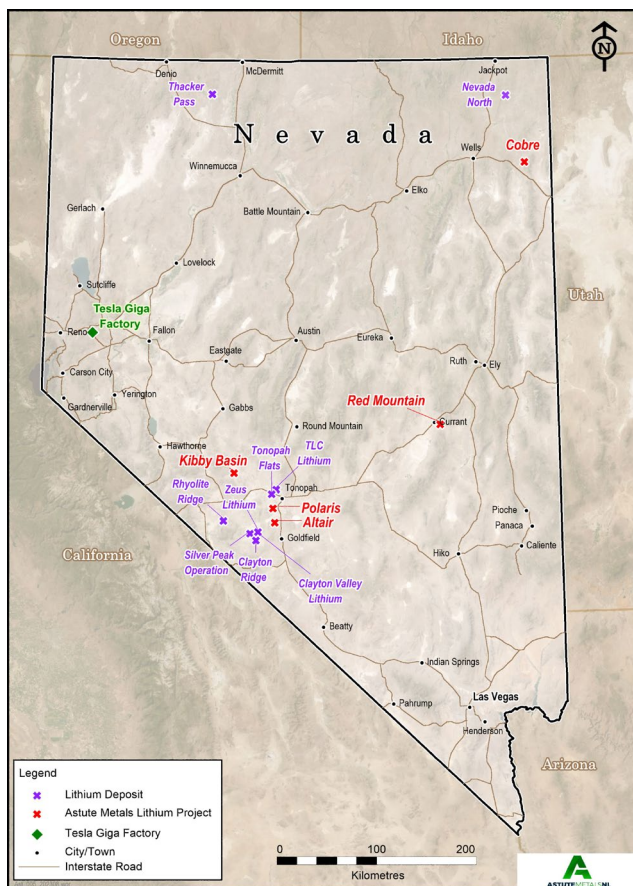 Oregon
Idaho
N
Denio
McDermitt
Jackpot
Thacker
Pass
Nevada
North
Nevada
Cobre
Wells
Winnemucca
Elko
Gerlach
Battle Mountain
Lovelock
Sutcliffe
Utah
Tesla Giga
Factory
Reno
Fallon
Austin
Eureka
Eastgate
Ruth
Ely
Carson City
Yerington
Gardnerville
Gabbs
Red Mountain
Currant
Round Mountain
Hawthorne
Kibby Basin
Tonopah
Flats
TLC
Lithium
Rhyolite
Ridge
Zeus
Lithium
Tonopah
Polaris
Altair
Pioche
Panaca
Caliente
Goldfield
California
Silver Peak
Operation
Clayton
Ridge
Clayton Valley
Lithium
Hiko
Beatty
Indian Springs
Pahrump
Las Vegas
Henderson
Arizona
Legend
Lithium Deposit
Astute Metals Lithium Project
Tesla Giga Factory
City/Town
Interstate Road
0 100 200
Kilometres
ASTUTEMETALSNL